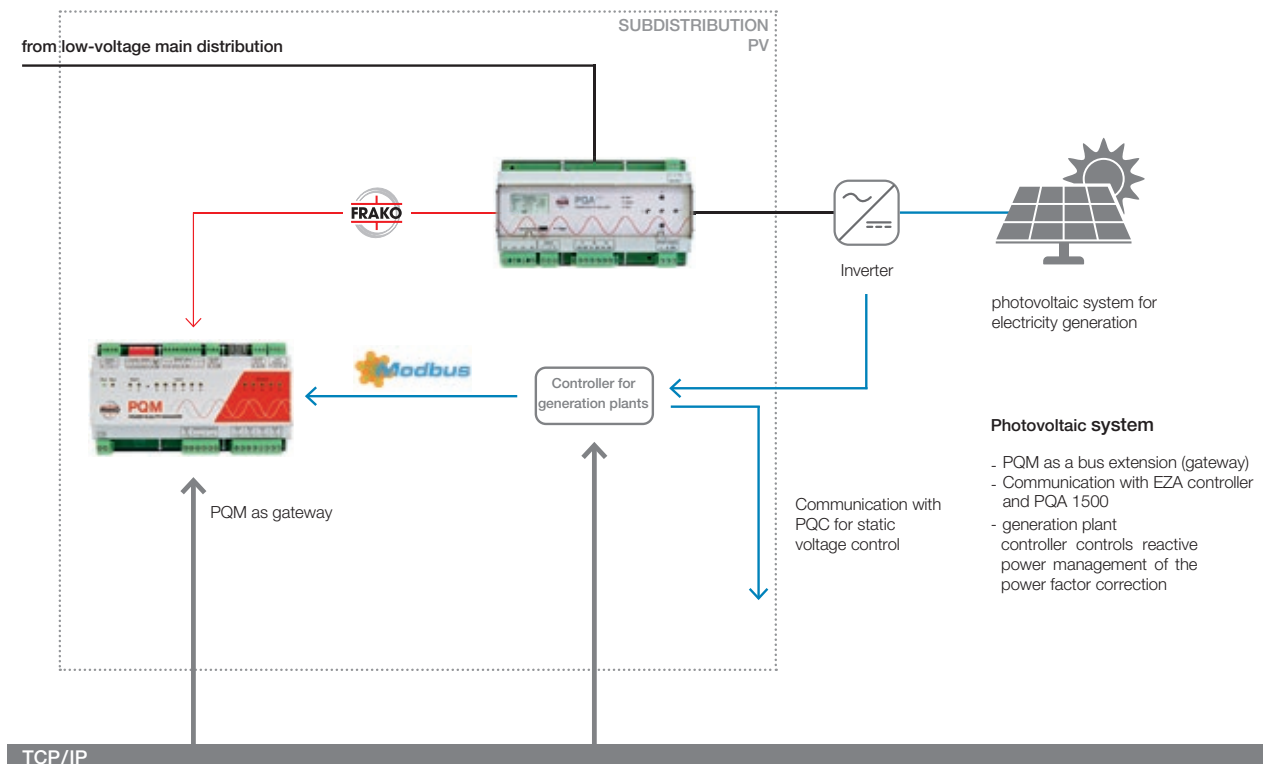 SUBDISTRIBUTION
PV
from low-voltage main distribution
FRAKO
PQA
Inverter
photovoltaic system for
electricity generation
Modbus
Controller for
generation plants
PQM
PQM as gateway
Communication with
PQC for static
voltage control
Photovoltaic system
- PQM as a bus extension (gateway)
- Communication with EZA controller
and PQA 1500
- generation plant
controller controls reactive
power management of the
power factor correction
TCP/IP